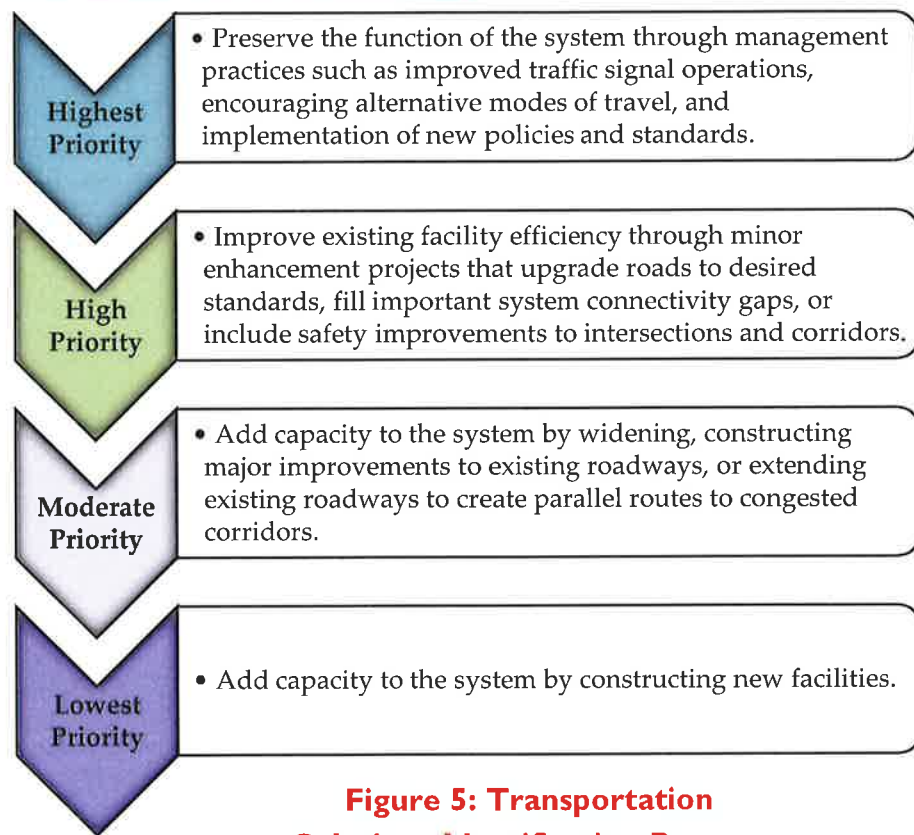 Highest
Priority
• Preserve the function of the system through management
practices such as improved traffic signal operations,
encouraging alternative modes of travel, and
implementation of new policies and standards.
High
Priority
• Improve existing facility efficiency through minor
enhancement projects that upgrade roads to desired
standards, fill important system connectivity gaps, or
include safety improvements to intersections and corridors.
Moderate
Priority
• Add capacity to the system by widening, constructing
major improvements to existing roadways, or extending
existing roadways to create parallel routes to congested
corridors.
Lowest
Priority
• Add capacity to the system by constructing new facilities.
Figure 5: Transportation